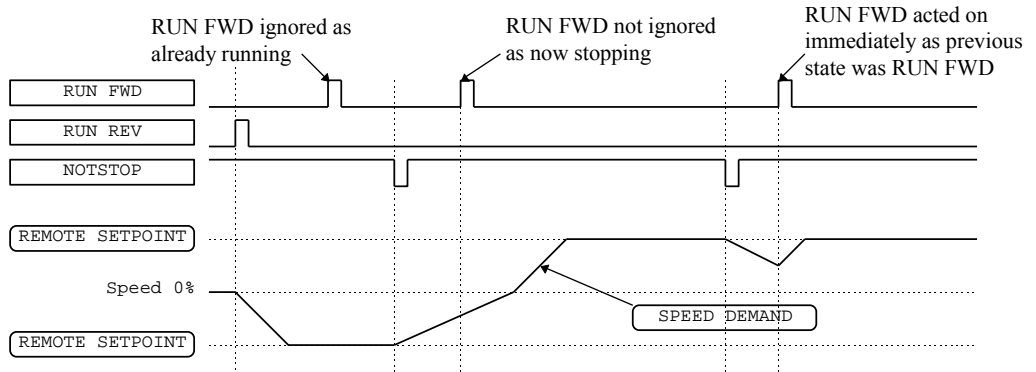 RUN FWD ignored as
already running
RUN FWD not ignored
as now stopping
RUN FWD acted on
immediately as previous
state was RUN FWD
RUN FWD
RUN REV
NOTSTOP
REMOTE SETPOINT
Speed 0%
SPEED DEMAND
REMOTE SETPOINT